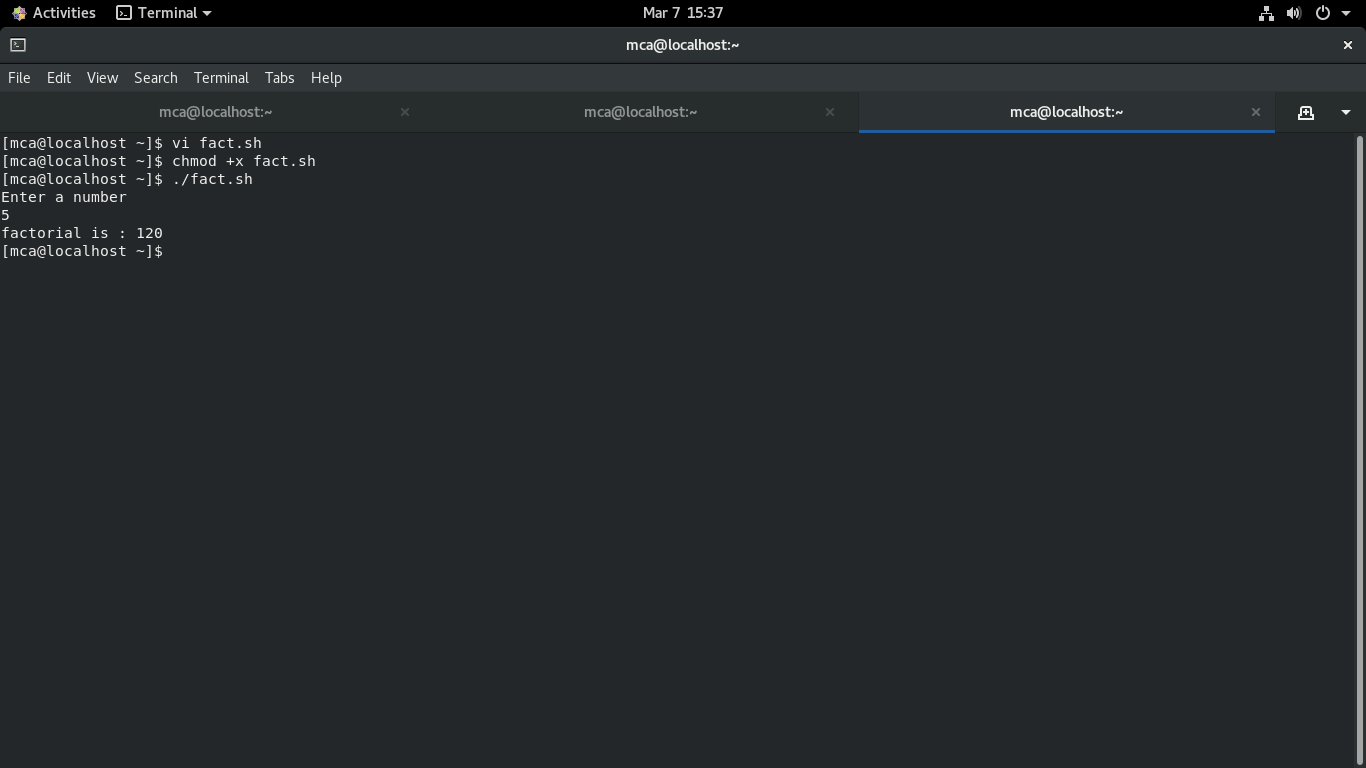 Activities Terminal Mar 7 15:37
mca@localhost:~
File Edit View Search Terminal Tabs Help
mca@localhost:~ mca@localhost:~ mca@localhost:~
[mca@localhost ~]$ vi fact.sh
[mca@localhost ~]$ chmod +x fact.sh
[mca@localhost ~]$ ./fact.sh
Enter a number
5
factorial is : 120
[mca@localhost ~]$